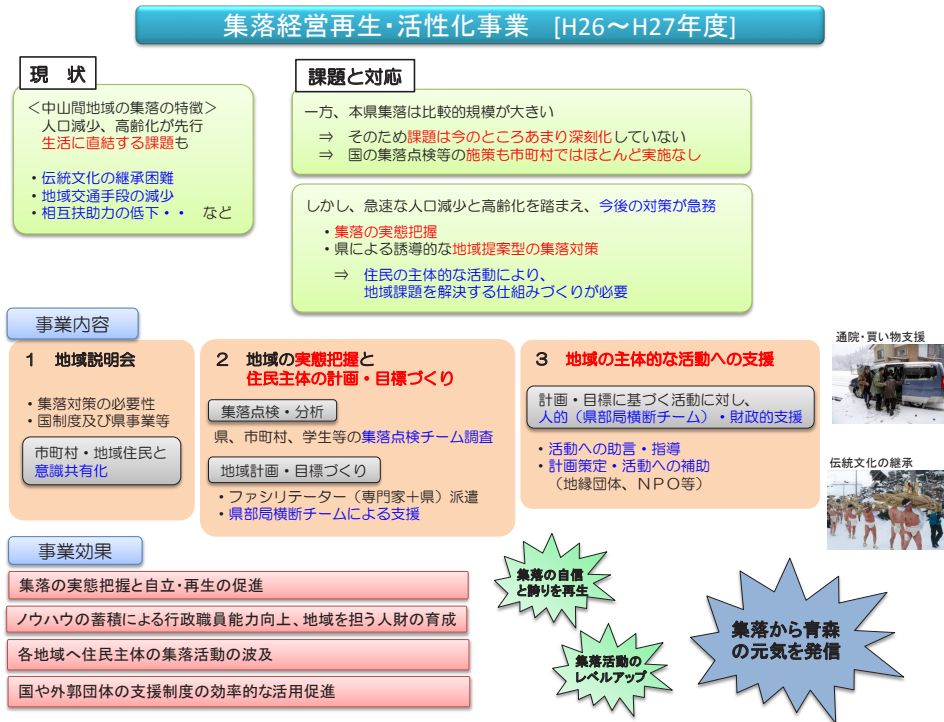 集落経営再生・活性化事業　[H26～H27年度]
現　状
＜中山間地域の集落の特徴＞
人口減少、高齢化が先行
生活に直結する課題も
・伝統文化の継承困難
・地域交通手段の減少
・相互扶助力の低下・・　など
課題と対応
一方、本県集落は比較的規模が大きい
⇒　そのため課題は今のところあまり深刻化していない
⇒　国の集落点検等の施策も市町村ではほとんど実施なし
しかし、急速な人口減少と高齢化を踏まえ、今後の対策が急務
・集落の実態把握
・県による誘導的な地域提案型の集落対策
⇒　住民の主体的な活動により、
地域課題を解決する仕組みづくりが必要
事業内容
1　地域説明会
・集落対策の必要性
・国制度及び県事業等
市町村・地域住民と
意識共有化
2　地域の実態把握と
住民主体の計画・目標づくり
集落点検・分析
県、市町村、学生等の集落点検チーム調査
地域計画・目標づくり
・ファシリテーター（専門家＋県）派遣
・県部局横断チームによる支援
3　地域の主体的な活動への支援
計画・目標に基づく活動に対し、
人的（県部局横断チーム）・財政的支援
・活動への助言・指導
・計画策定・活動への補助
（地縁団体、ＮＰＯ等）
通院・買い物支援
伝統文化の継承
事業効果
集落の実態把握と自立・再生の促進
ノウハウの蓄積による行政職員能力向上、地域を担う人財の育成
各地域へ住民主体の集落活動の波及
国や外郭団体の支援制度の効率的な活用促進
集落の自信
と誇りを再生
集落活動の
レベルアップ
集落から青森
の元気を発信